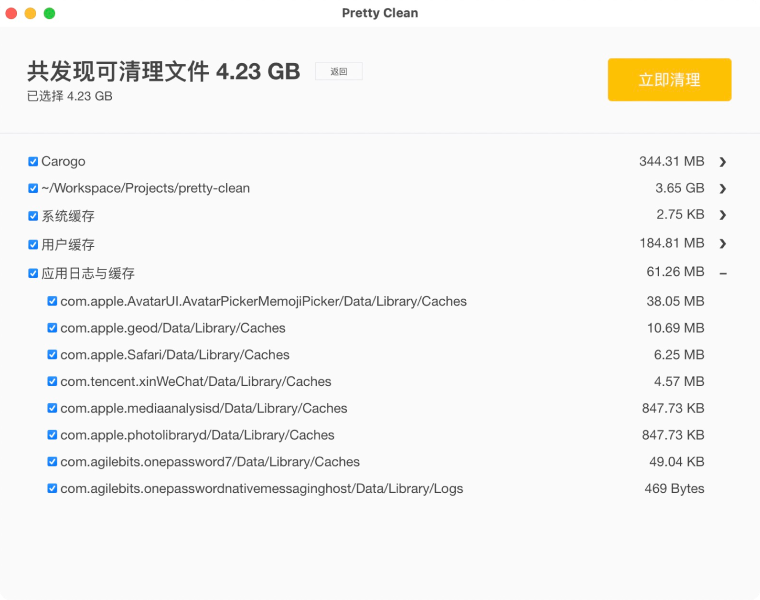 Pretty Clean
共发现可清理文件 4.23 GB 返回
已选择 4.23 GB
立即清理
Carogo 344.31 MB
~/Workspace/Projects/pretty-clean 3.65 GB
系统缓存 2.75 KB
用户缓存 184.81 MB
应用日志与缓存 61.26 MB
com.apple.AvatarUI.AvatarPickerMemojiPicker/Data/Library/Caches 38.05 MB
com.apple.geod/Data/Library/Caches 10.69 MB
com.apple.Safari/Data/Library/Caches 6.25 MB
com.tencent.xinWeChat/Data/Library/Caches 4.57 MB
com.apple.mediaanalysisd/Data/Library/Caches 847.73 KB
com.apple.photolibraryd/Data/Library/Caches 847.73 KB
com.agilebits.onepassword7/Data/Library/Caches 49.04 KB
com.agilebits.onepasswordnativemessaginghost/Data/Library/Logs 469 Bytes